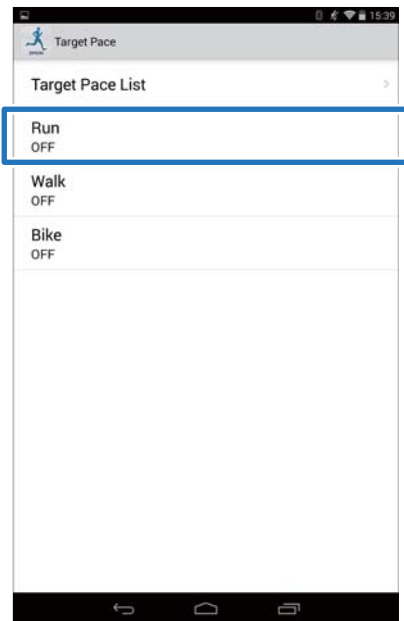 15:39
Target Pace
Target Pace List
Run
OFF
Walk
OFF
Bike
OFF